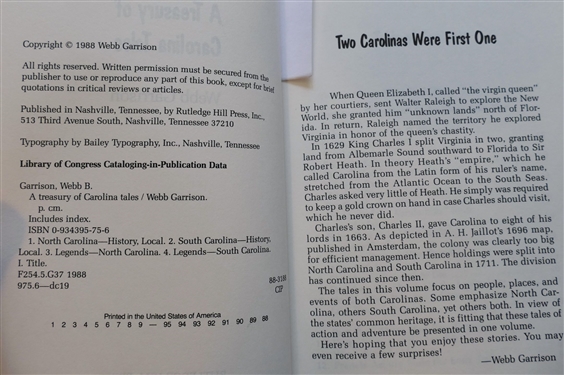 Copyright © 1988 Webb Garrison
All rights reserved. Written permission must be secured from the
publisher to use or reproduce any part of this book, except for brief
quotations in critical reviews or articles.
Published in Nashville, Tennessee, by Rutledge Hill Press, Inc.,
513 Third Avenue South, Nashville, Tennessee 37210
Typography by Bailey Typography, Inc., Nashville, Tennessee
Library of Congress Cataloging-in-Publication Data
Garrison, Webb B.
A treasury of Carolina tales / Webb Garrison.
p. cm.
Includes index.
ISBN 0-934395-75-6
1. North Carolina—History, Local. 2. South Carolina—History,
Local. 3. Legends—North Carolina. 4. Legends—South Carolina.
I. Title.
F254.5.G37 1988
975.6—dc19
CIP
Printed in the United States of America
1 2 3 4 5 6 7 8 9 — 95 94 93 92 91 90 89 88
A Treasury of
Carolina
Two Carolinas Were First One
When Queen Elizabeth I, called "the virgin queen"
by her courtiers, sent Walter Raleigh to explore the New
World, she granted him "unknown lands" north of Flor-
ida. In return, Raleigh named the territory he explored
Virginia in honor of the queen's chastity.
In 1629 King Charles I split Virginia in two, granting
land from Albemarle Sound southward to Florida to Sir
Robert Heath. In theory Heath's "empire," which he
called Carolina from the Latin form of his ruler's name,
stretched from the Atlantic Ocean to the South Seas.
Charles asked very little of Heath. He simply was required
to keep a gold crown on hand in case Charles should visit,
which he never did.
Charles's son, Charles II, gave Carolina to eight of his
lords in 1663. As depicted in A. H. Jaillot's 1696 map,
published in Amsterdam, the colony was clearly too big
for efficient management. Hence holdings were split into
North Carolina and South Carolina in 1711. The division
has continued since then.
The tales in this volume focus on people, places, and
events of both Carolinas. Some emphasize North Car-
olina, others South Carolina, yet others both. In view of
the states' common heritage, it is fitting that these tales of
action and adventure be presented in one volume.
Here's hoping that you enjoy these stories. You may
even receive a few surprises!
—Webb Garrison